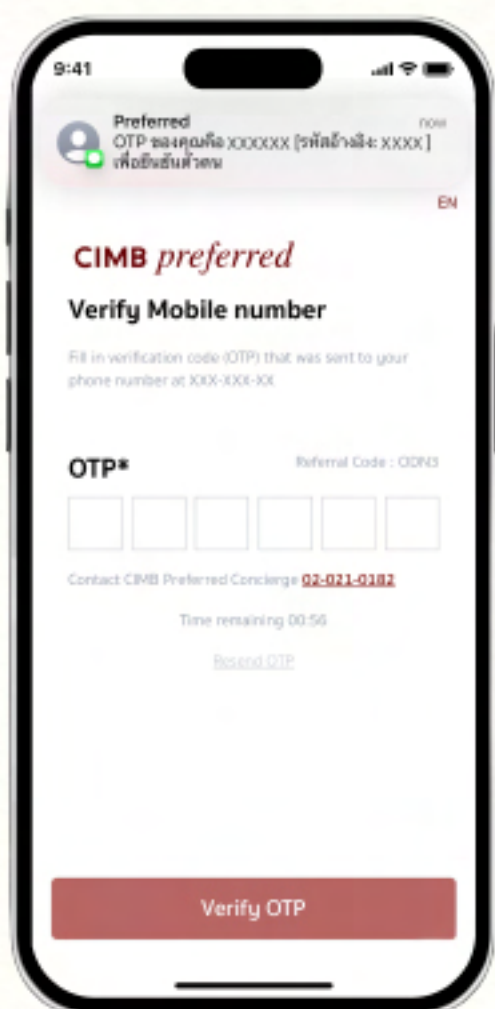 9:41
Preferred now
OTP ของคุณคือ XXXXXX [รหัสอ้างอิง: XXXX]
เพื่อยืนยันตัวตน
EN
CIMB preferred
Verify Mobile number
Fill in verification code (OTP) that was sent to your
phone number at XXX-XXX-XX
OTP* Referral Code : ODN3
Contact CIMB Preferred Concierge 02-021-0182
Time remaining 00:56
Resend OTP
Verify OTP